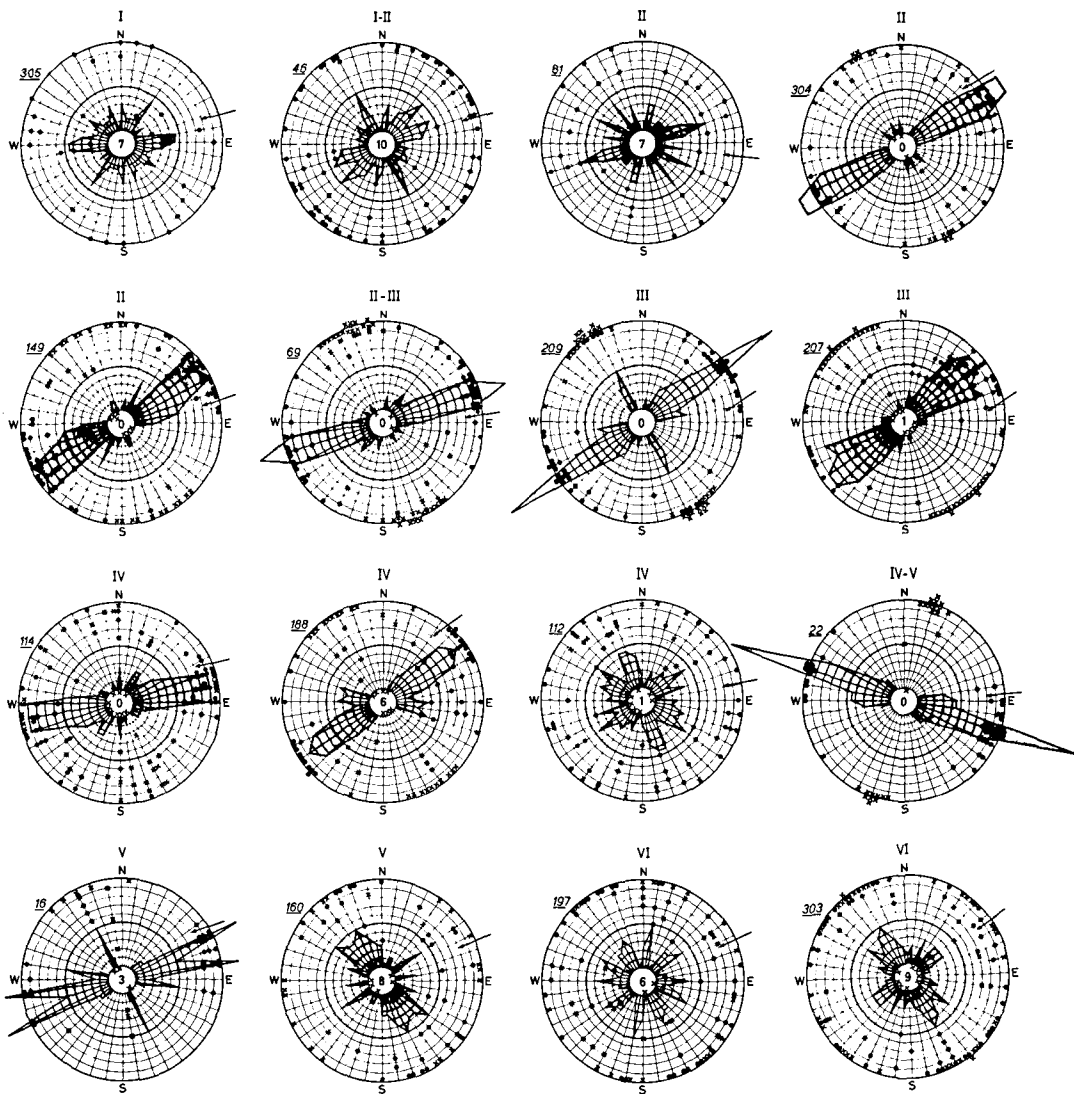 I I-II II II
N N N N
305 46 81 304
W 7 E W 10 E W 7 E W 0 E
S S S S
II II-III III III
N N N N
149 69 209 207
W 0 E W 0 E W 0 E W 1 E
S S S S
IV IV IV IV-V
N N N N
114 188 112 22
W 0 E W 6 E W 1 E W 0 E
S S S S
V V VI VI
N N N N
16 160 197 303
W 3 E W 8 E W 6 E W 9 E
S S S S